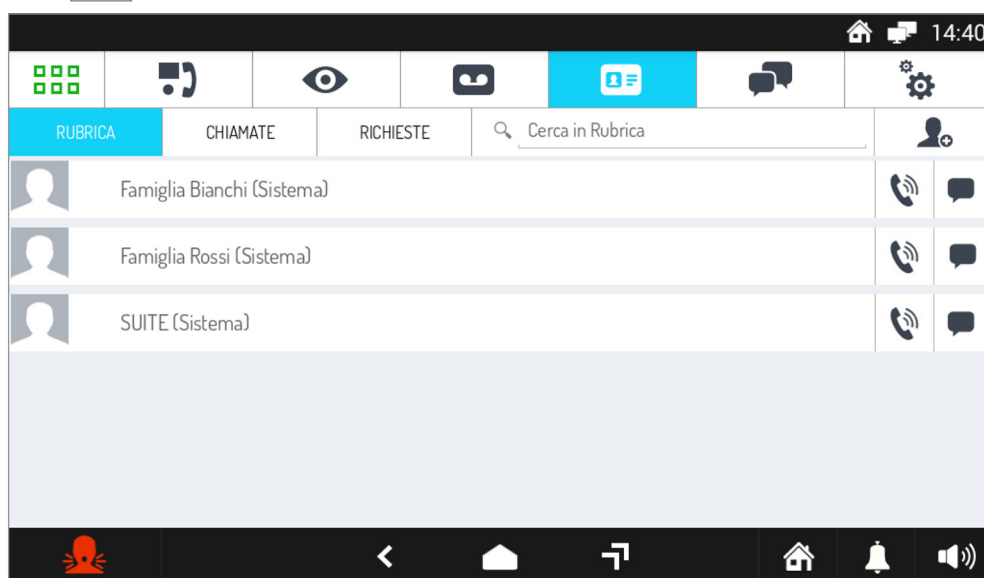 14:40
RUBRICA
CHIAMATE
RICHIESTE
Cerca in Rubrica
Famiglia Bianchi (Sistema)
Famiglia Rossi (Sistema)
SUITE (Sistema)